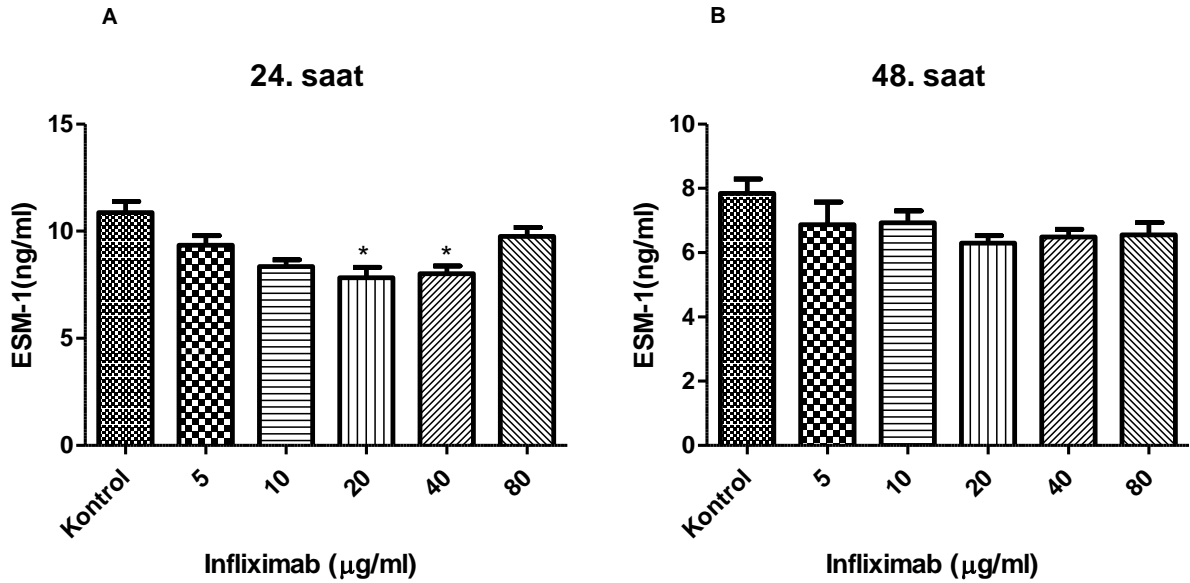 A
24. saat
ESM-1(ng/ml)
15
10
5
0
*
*
Kontrol
5
10
20
40
80
Infliximab (μg/ml)
B
48. saat
ESM-1(ng/ml)
10
8
6
4
2
0
Kontrol
5
10
20
40
80
Infliximab (μg/ml)